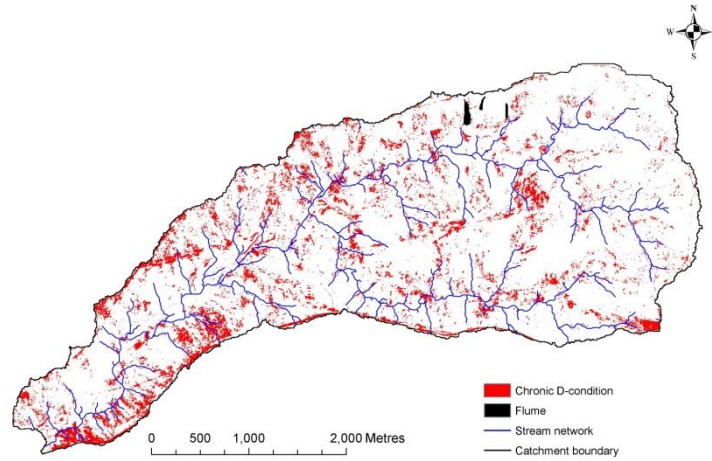 N
W E
S
Chronic D-condition
Flume
Stream network
Catchment boundary
0 500 1,000 2,000 Metres